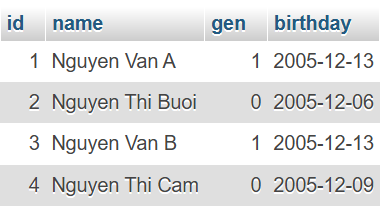 id name gen birthday
1 Nguyen Van A 1 2005-12-13
2 Nguyen Thi Buoi 0 2005-12-06
3 Nguyen Van B 1 2005-12-13
4 Nguyen Thi Cam 0 2005-12-09